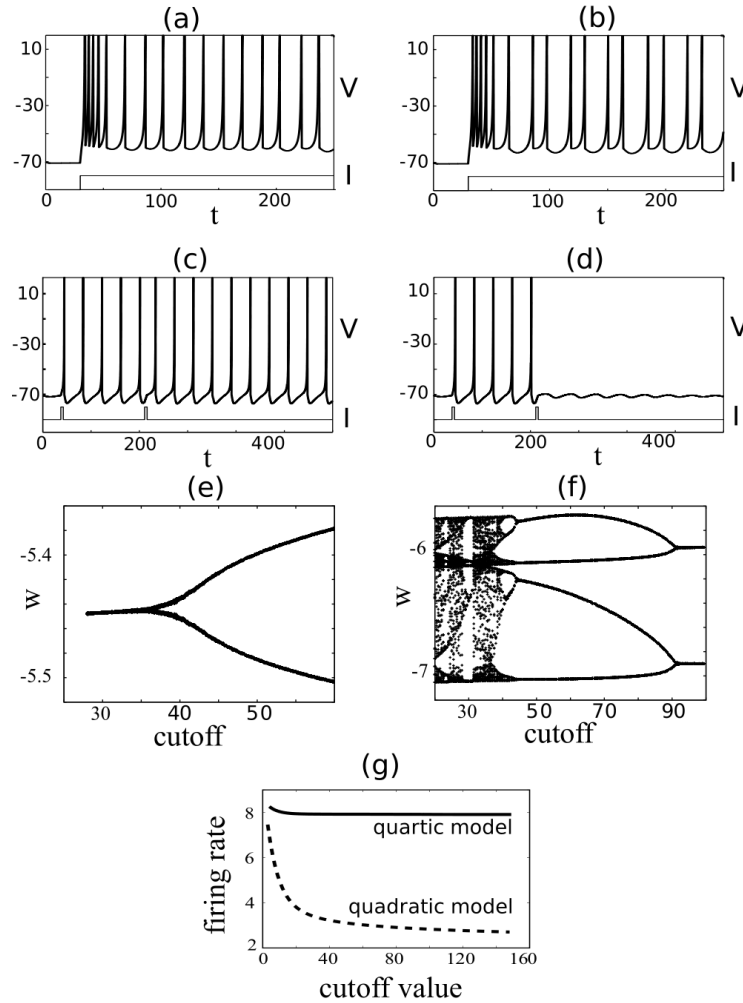 (a) (b)
10 10
-30 V -30 V
-70 -70
I I
0 100 200 0 100 200
t t
(c) (d)
10 10
-30 V -30 V
-70 -70
I I
0 200 400 0 200 400
t t
(e) (f)
-5.4 -6
w w
-5.5 -7
30 40 50 30 50 70 90
cutoff cutoff
(g)
8
quartic model
6
firing rate
4
quadratic model
2
0 40 80 120 160
cutoff value